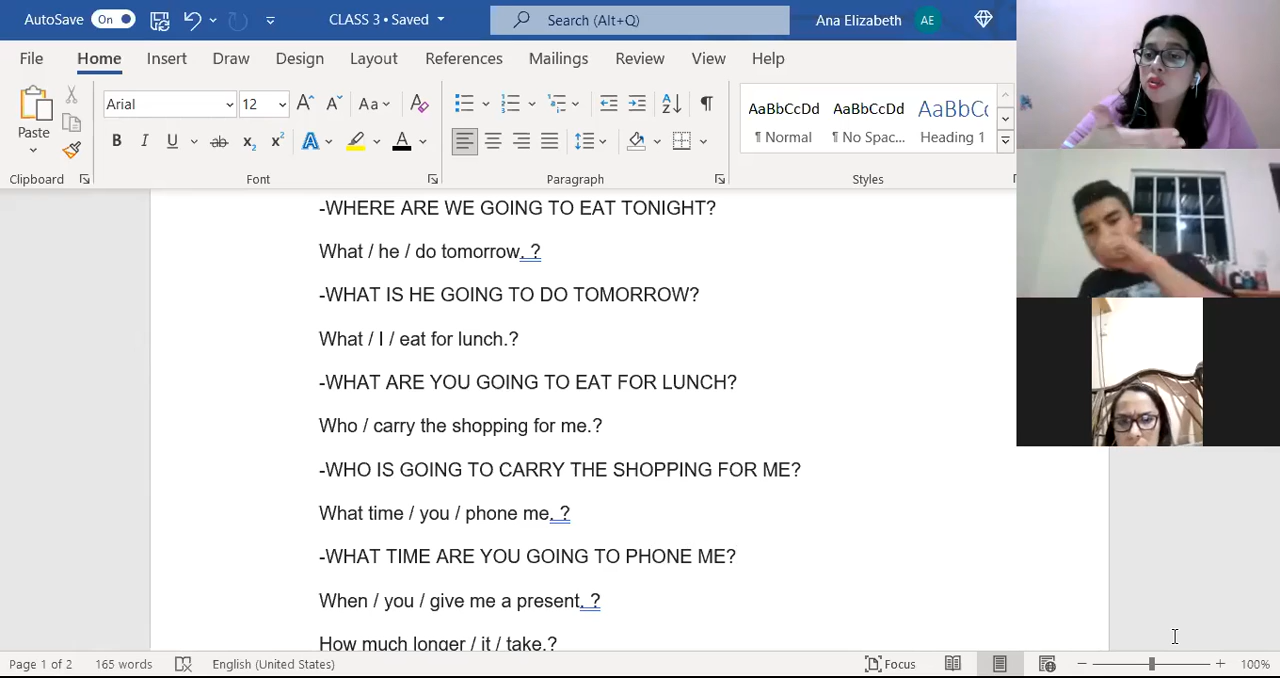 AutoSave On CLASS 3 • Saved Search (Alt+Q) Ana Elizabeth AE
File Home Insert Draw Design Layout References Mailings Review View Help
Paste Arial 12 Aa AaBbCcDd AaBbCcDd AaBbCc
B I U ab x2 x2 A A ¶ Normal ¶ No Spac... Heading 1
Clipboard Font Paragraph Styles
-WHERE ARE WE GOING TO EAT TONIGHT?
What / he / do tomorrow. ?
-WHAT IS HE GOING TO DO TOMORROW?
What / I / eat for lunch.?
-WHAT ARE YOU GOING TO EAT FOR LUNCH?
Who / carry the shopping for me.?
-WHO IS GOING TO CARRY THE SHOPPING FOR ME?
What time / you / phone me. ?
-WHAT TIME ARE YOU GOING TO PHONE ME?
When / you / give me a present. ?
How much longer / it / take.?
Page 1 of 2 165 words English (United States) Focus 100%